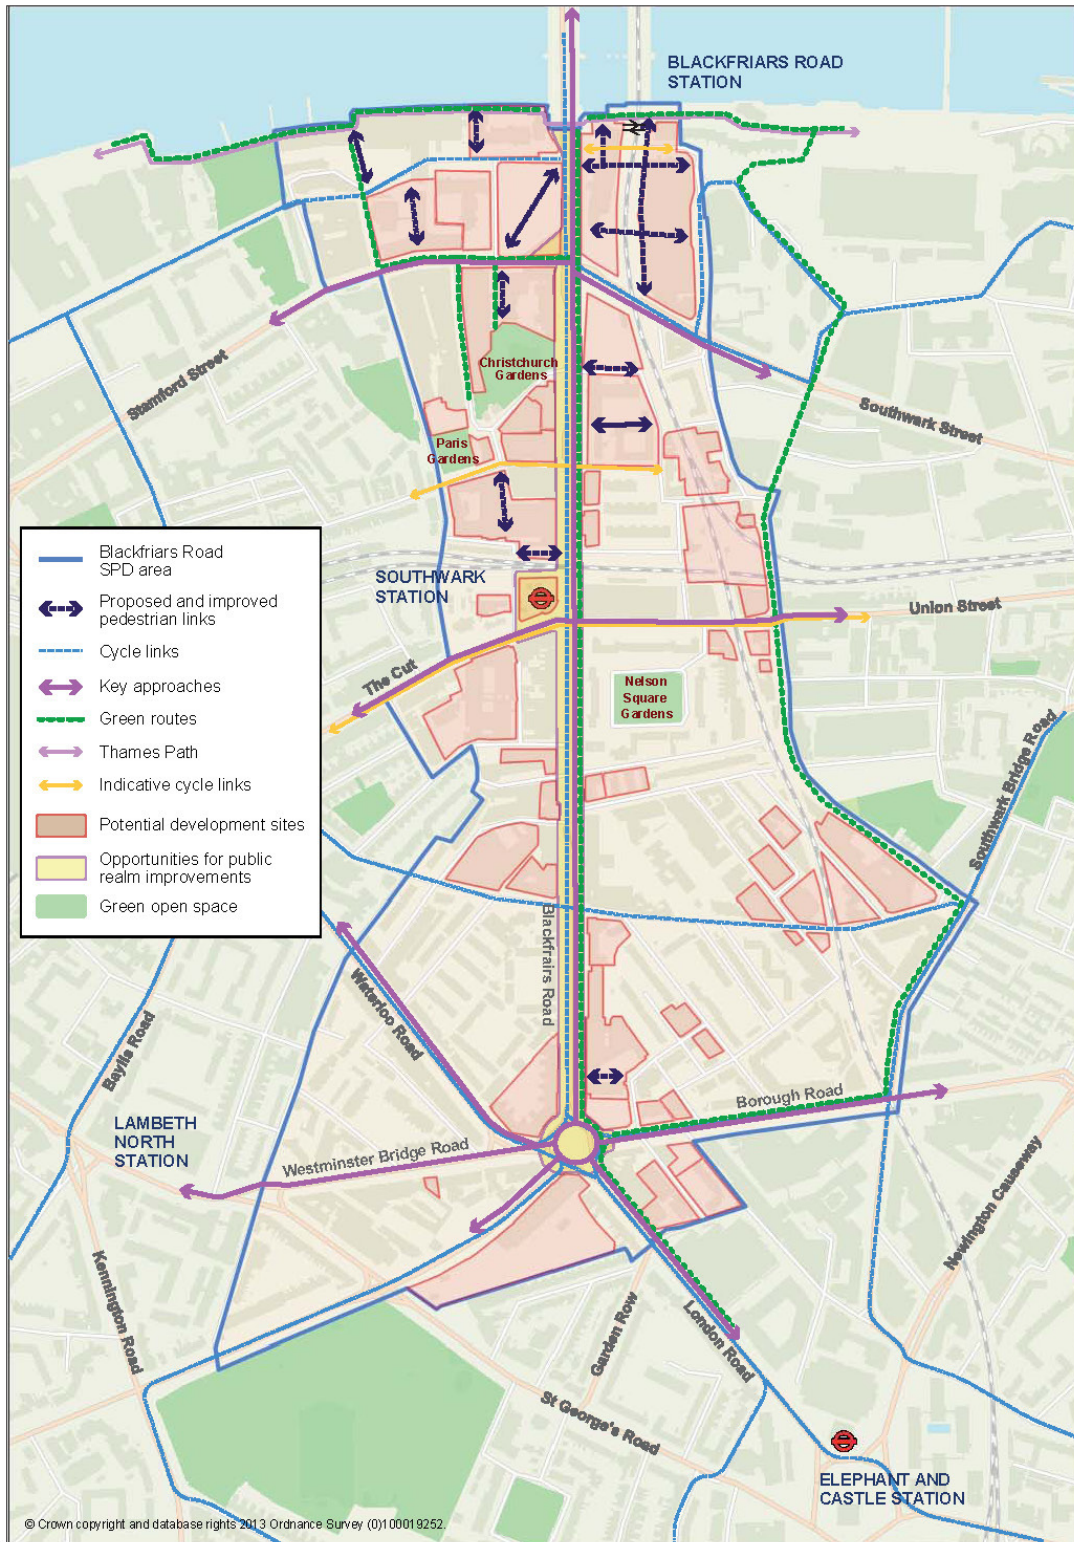 BLACKFRIARS ROAD
STATION
Christchurch
Gardens
Stamford Street
Southwark Street
Paris
Gardens
Blackfriars Road
SPD area
Proposed and improved
pedestrian links
Cycle links
Key approaches
Green routes
Thames Path
Indicative cycle links
Potential development sites
Opportunities for public
realm improvements
Green open space
SOUTHWARK
STATION
Union Street
The Cut
Nelson
Square
Gardens
Southwark Bridge Road
Blackfrairs Road
Waterloo Road
Baylis Road
Borough Road
LAMBETH
NORTH
STATION
Westminster Bridge Road
Newington Causeway
Kennington Road
Garden Row
London Road
St George's Road
ELEPHANT AND
CASTLE STATION
© Crown copyright and database rights 2013 Ordnance Survey (0)100019252.